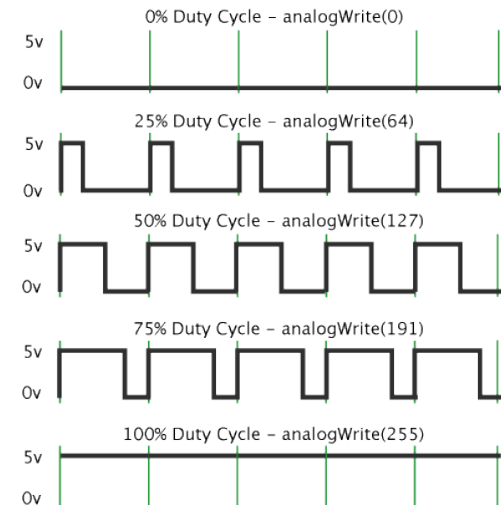 0% Duty Cycle – analogWrite(0)
5v
0v
25% Duty Cycle – analogWrite(64)
5v
0v
50% Duty Cycle – analogWrite(127)
5v
0v
75% Duty Cycle – analogWrite(191)
5v
0v
100% Duty Cycle – analogWrite(255)
5v
0v